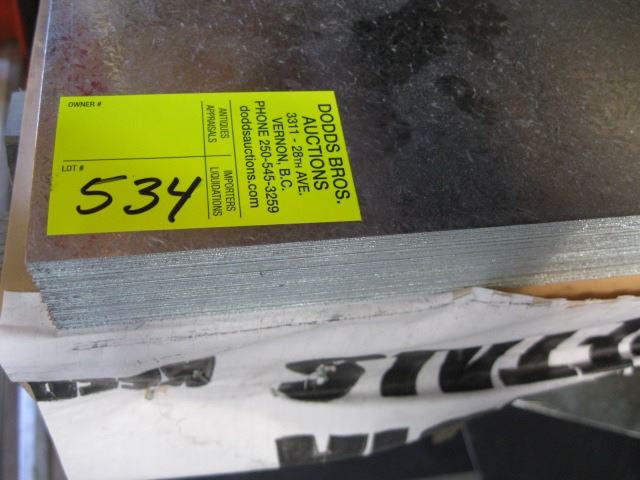 OWNER #
LOT #
534
ANTIQUES
APPRAISALS
IMPORTERS
LIQUIDATIONS
DODDS BROS.
AUCTIONS
3311 - 28TH AVE.
VERNON, B.C.
PHONE 250-545-3259
doddsauctions.com